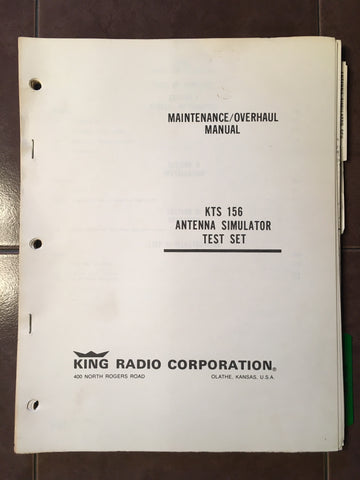 MAINTENANCE/OVERHAUL
MANUAL
KTS 156
ANTENNA SIMULATOR
TEST SET
KING RADIO CORPORATION®
400 NORTH ROGERS ROAD OLATHE, KANSAS, U.S.A.